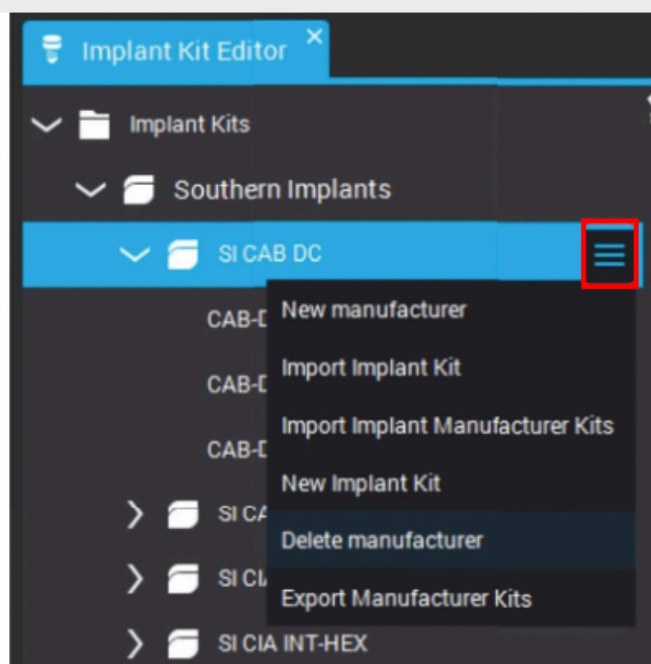 Implant Kit Editor
Implant Kits
Southern Implants
SI CAB DC
New manufacturer
Import Implant Kit
Import Implant Manufacturer Kits
New Implant Kit
Delete manufacturer
Export Manufacturer Kits
SI CIA INT-HEX